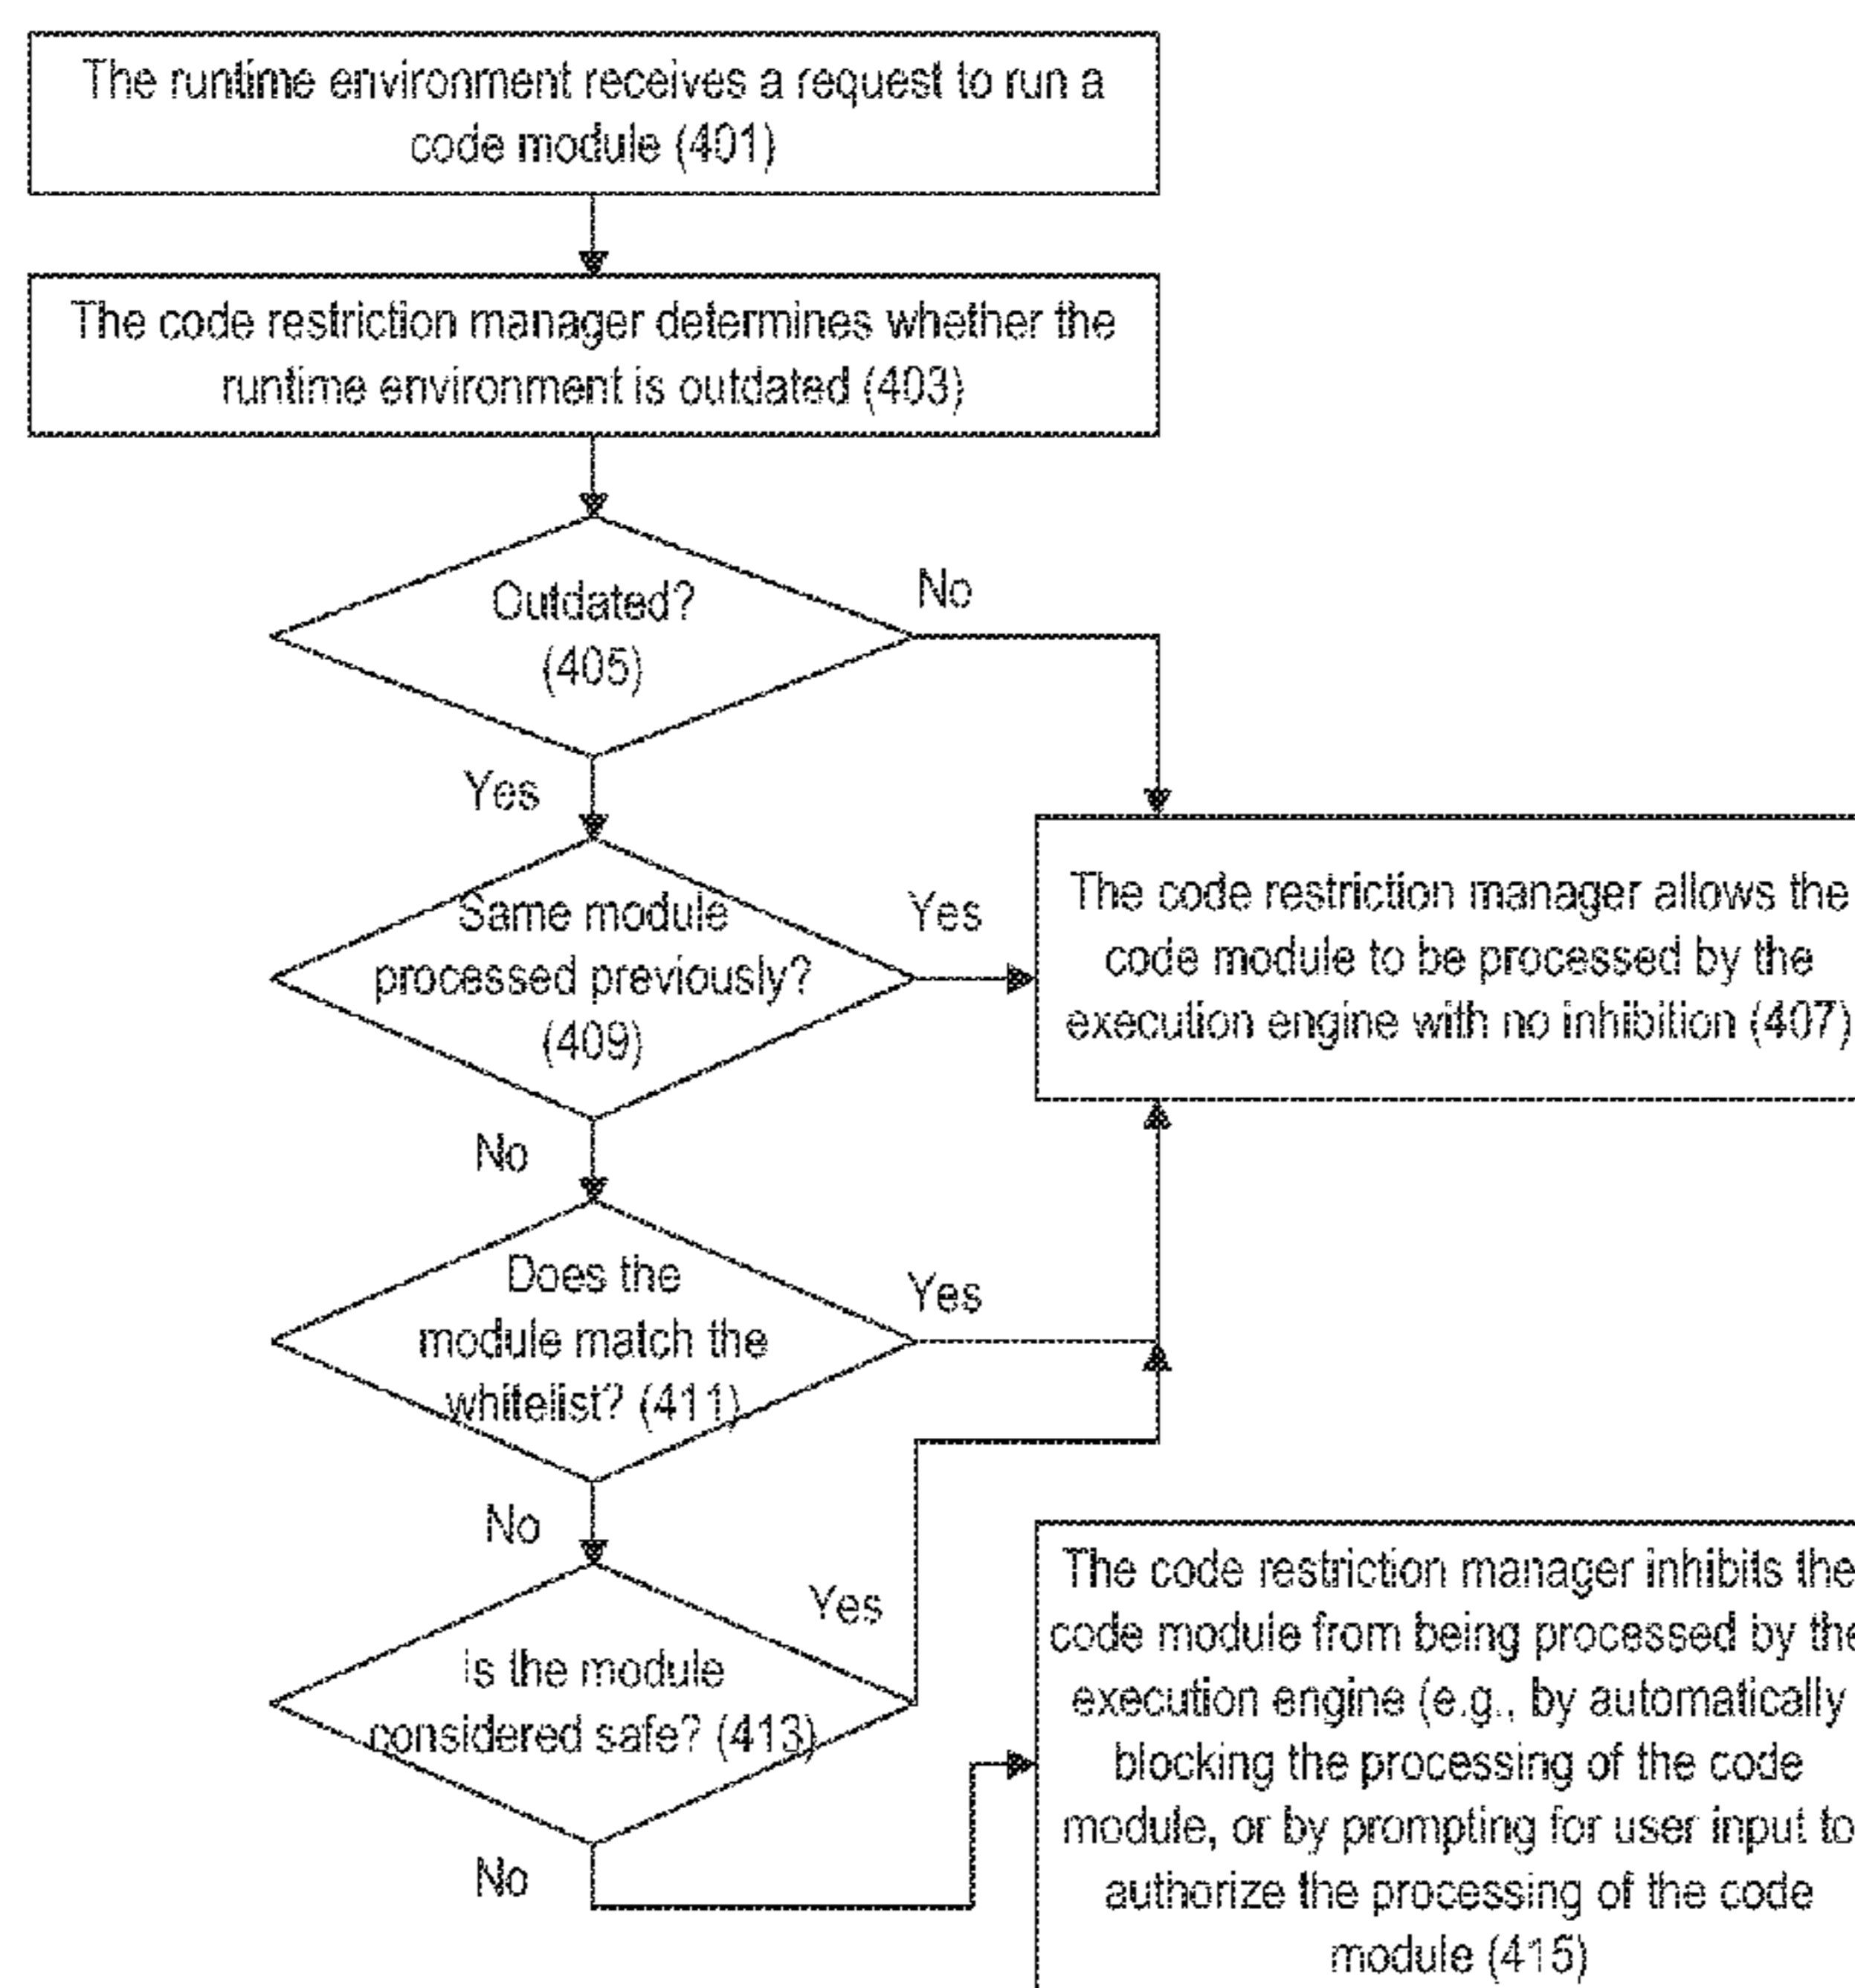 The runtime environment receives a request to run a
code module (401)
The code restriction manager determines whether the
runtime environment is outdated (403)
Outdated?
(405)
No
Yes
Same module
processed previously?
(409)
Yes
The code restriction manager allows the
code module to be processed by the
execution engine with no inhibition (407)
No
Does the
module match the
whitelist? (411)
Yes
No
Is the module
considered safe? (413)
Yes
No
The code restriction manager inhibits the
code module from being processed by the
execution engine (e.g., by automatically
blocking the processing of the code
module, or by prompting for user input to
authorize the processing of the code
module (415)